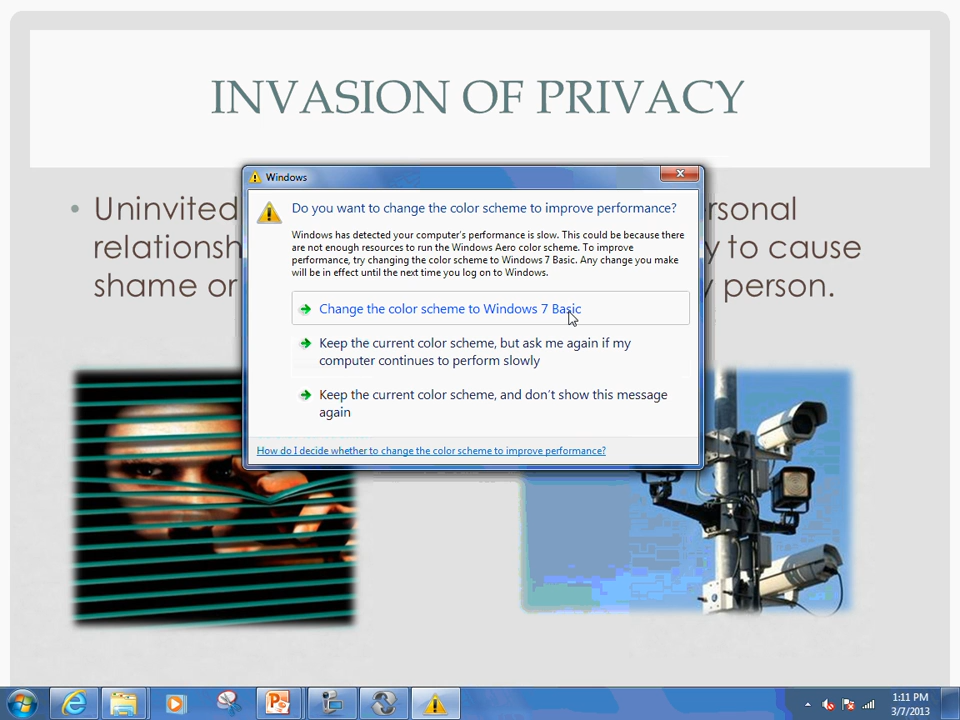 INVASION OF PRIVACY
Windows
• Uninvited
rsonal
Do you want to change the color scheme to improve performance?
Windows has detected your computer's performance is slow. This could be because there
are not enough resources to run the Windows Aero color scheme. To improve
performance, try changing the color scheme to Windows 7 Basic. Any change you make
will be in effect until the next time you log on to Windows.
relationsh
y to cause
shame or
y person.
Change the color scheme to Windows 7 Basic
Keep the current color scheme, but ask me again if my
computer continues to perform slowly
Keep the current color scheme, and don't show this message
again
How do I decide whether to change the color scheme to improve performance?
1:11 PM
3/7/2013